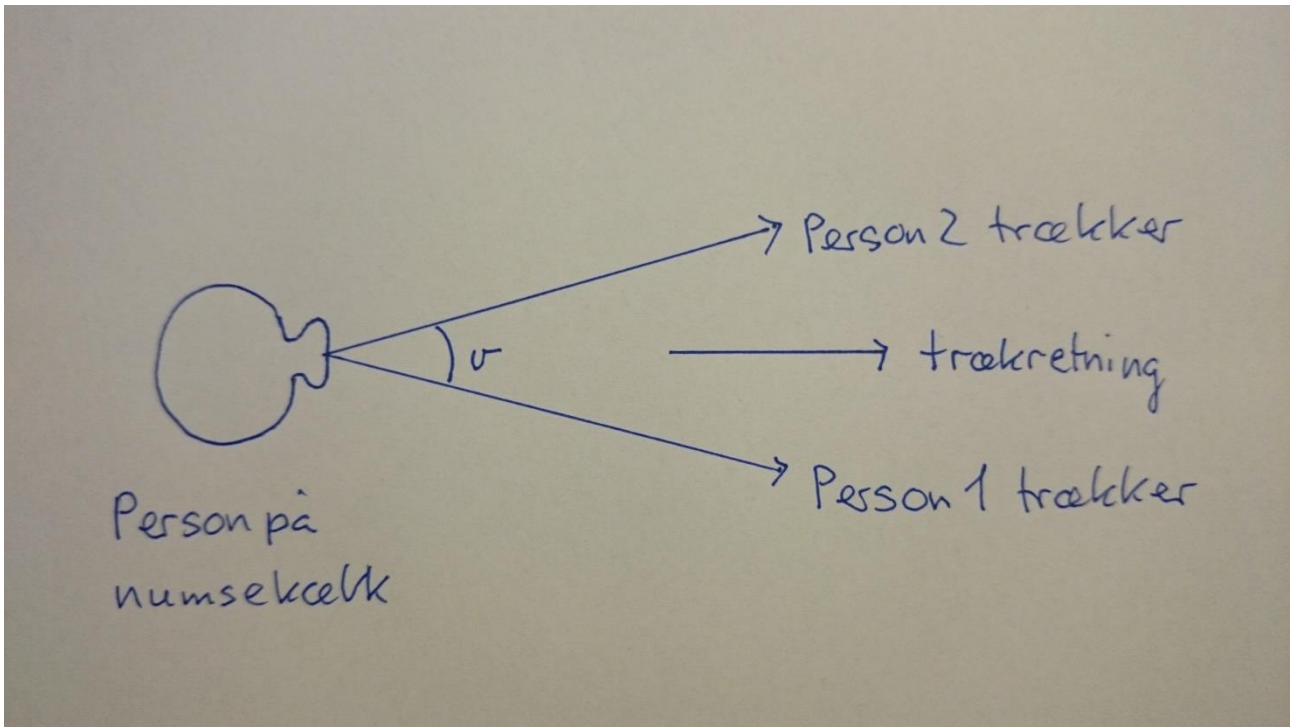 Person 2 trækker
v
trækretning
Person 1 trækker
Person på
numsekælk